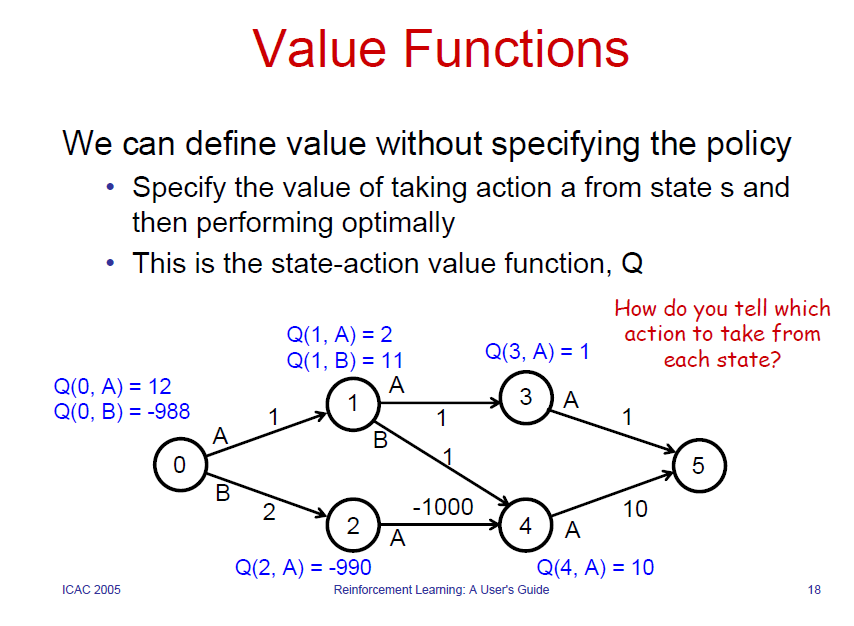 Value Functions
We can define value without specifying the policy
• Specify the value of taking action a from state s and
then performing optimally
• This is the state-action value function, Q
How do you tell which
action to take from
each state?
Q(1, A) = 2
Q(1, B) = 11
Q(3, A) = 1
Q(0, A) = 12
Q(0, B) = -988
A
1
1
A
1
3
A
1
B
1
0
5
B
2
2
-1000
A
4
10
A
Q(2, A) = -990
Q(4, A) = 10
ICAC 2005
Reinforcement Learning: A User's Guide
18